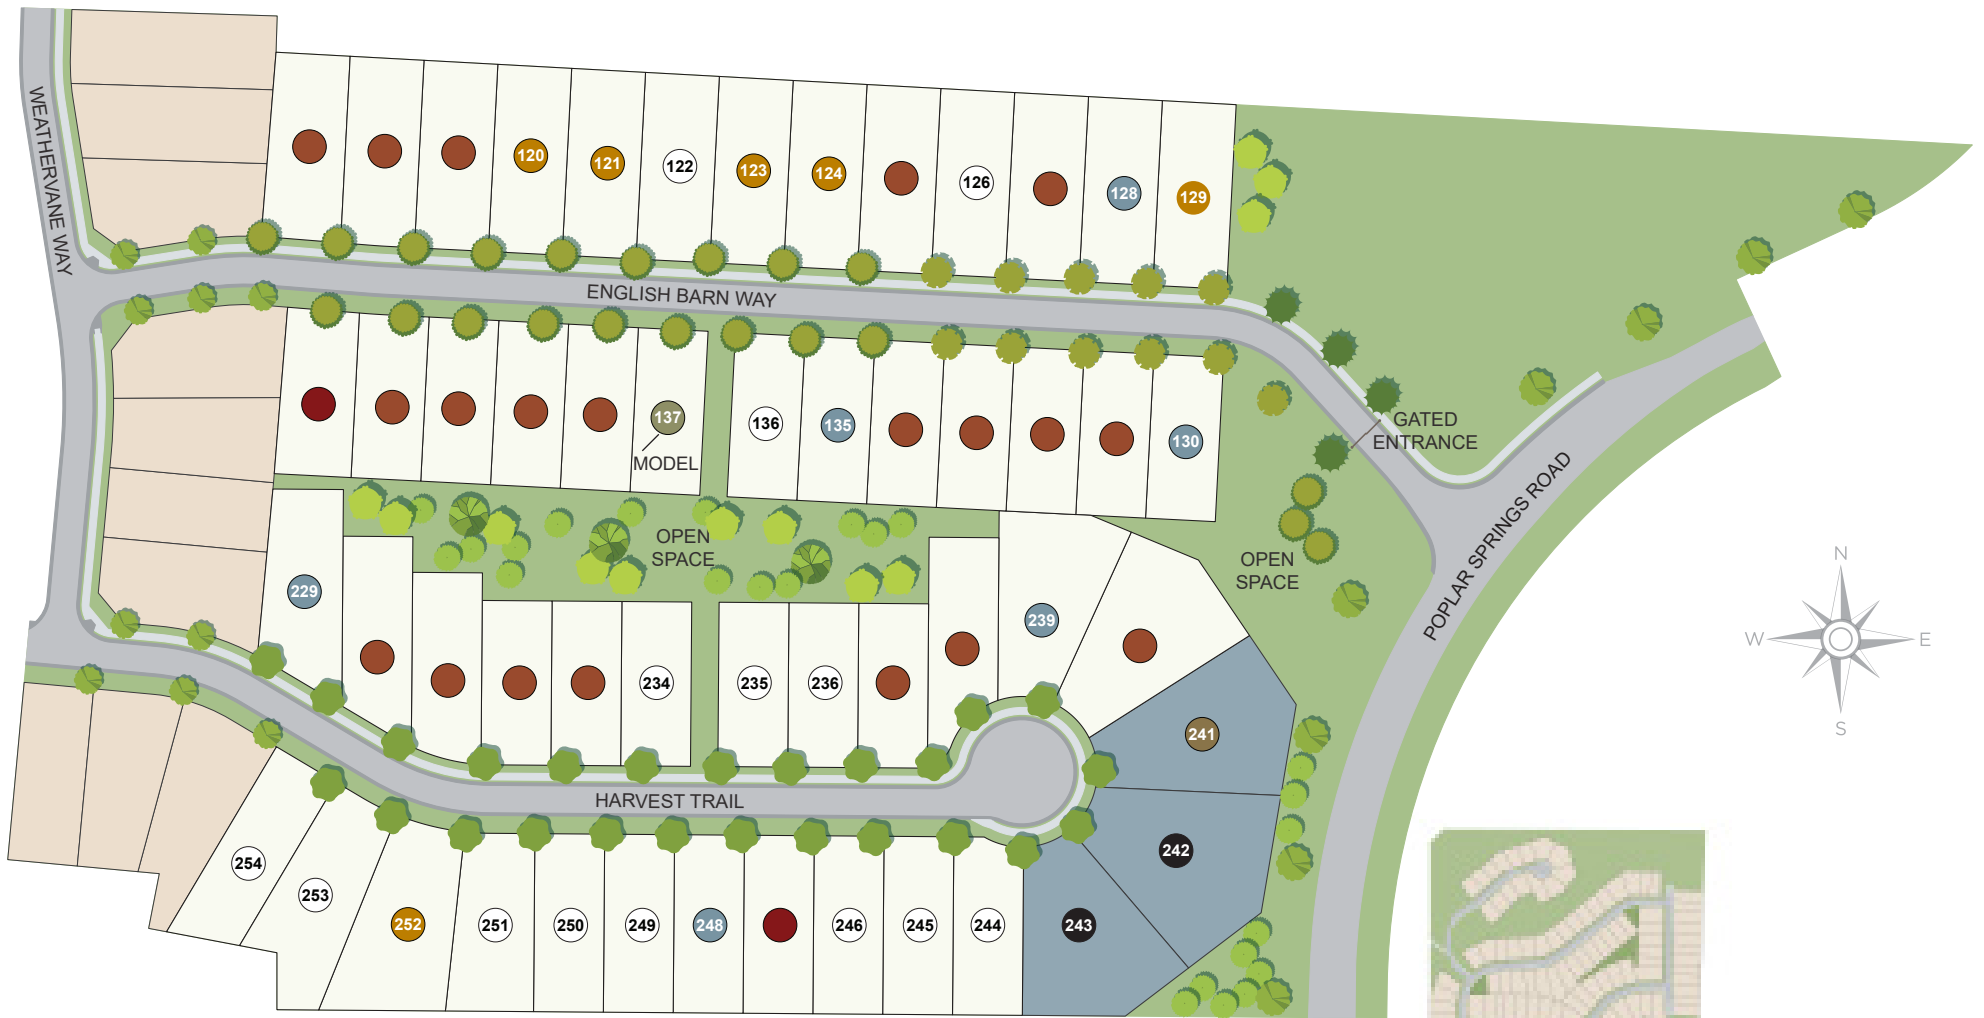 WEATHERVANE WAY
120
121
122
123
124
126
128
129
ENGLISH BARN WAY
137
MODEL
136
135
130
GATED
ENTRANCE
OPEN
SPACE
OPEN
SPACE
POPLAR SPRINGS ROAD
N
W
E
S
229
234
235
236
239
241
242
243
HARVEST TRAIL
254
253
252
251
250
249
248
246
245
244